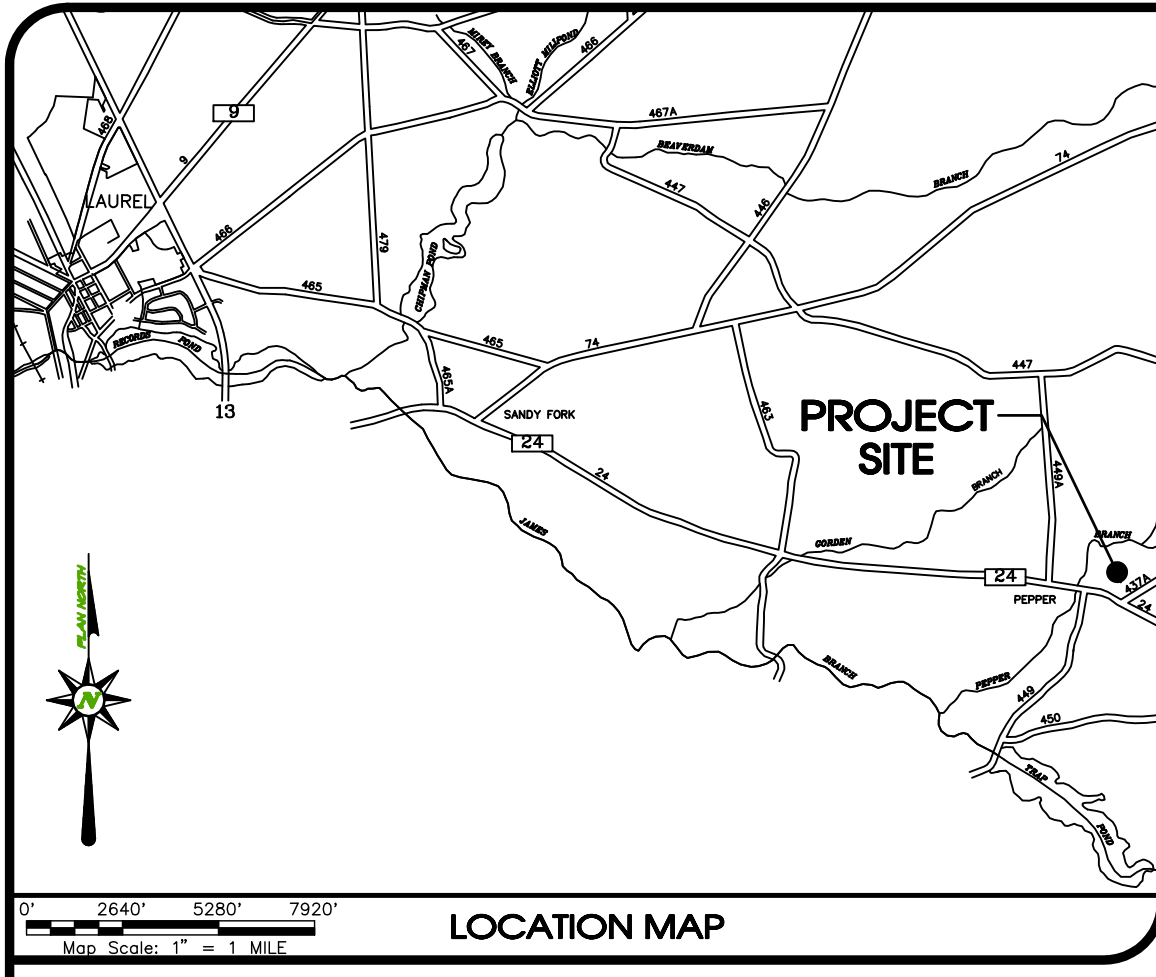 467
MIREY BRANCH
ELLIOTT MILLPOND
466
9
468
467A
9
BEAVERDAM
BRANCH
74
447
LAUREL
446
466
479
CHIPMAN POND
465
RECORDS
POND
465
74
465A
447
13
SANDY FORK
463
PROJECT
SITE
24
24
BRANCH
449A
JAMES
GORDEN
BRANCH
24
437A
PEPPER
24
PLAN NORTH
N
BRANCH
PEPPER
449
450
TRAP
POND
0' 2640' 5280' 7920'
Map Scale: 1" = 1 MILE
LOCATION MAP